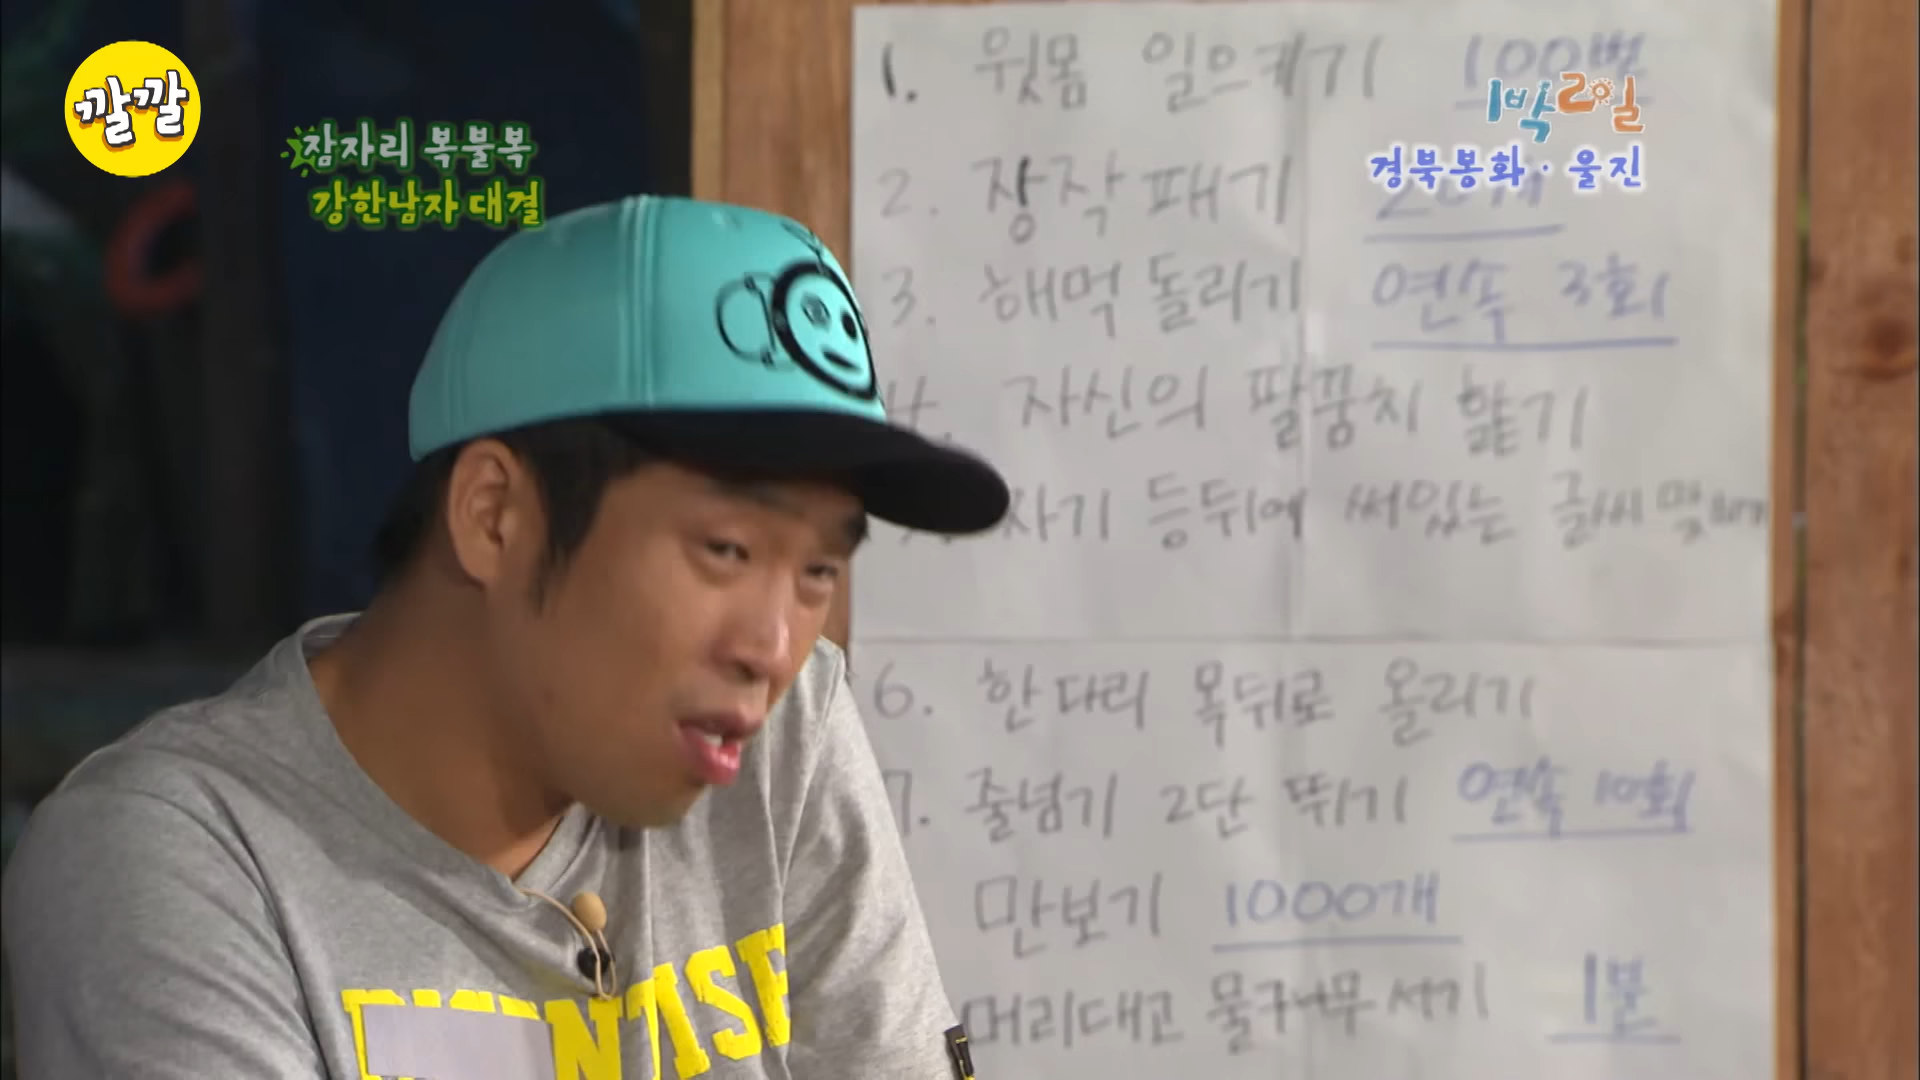 깔깔
잠자리 복불복
강한남자 대결
1박2일
경북봉화·울진
1. 윗몸 일으키기 100번
2. 장작패기
3. 해먹 돌리기 연속 3회
4. 자신의 팔꿈치 핥기
자기 등뒤에 써있는 글씨 맞추기
6. 한다리 목뒤로 올리기
7. 줄넘기 2단 뛰기 연속 10회
만보기 1000개
머리대고 물구나무서기 1분